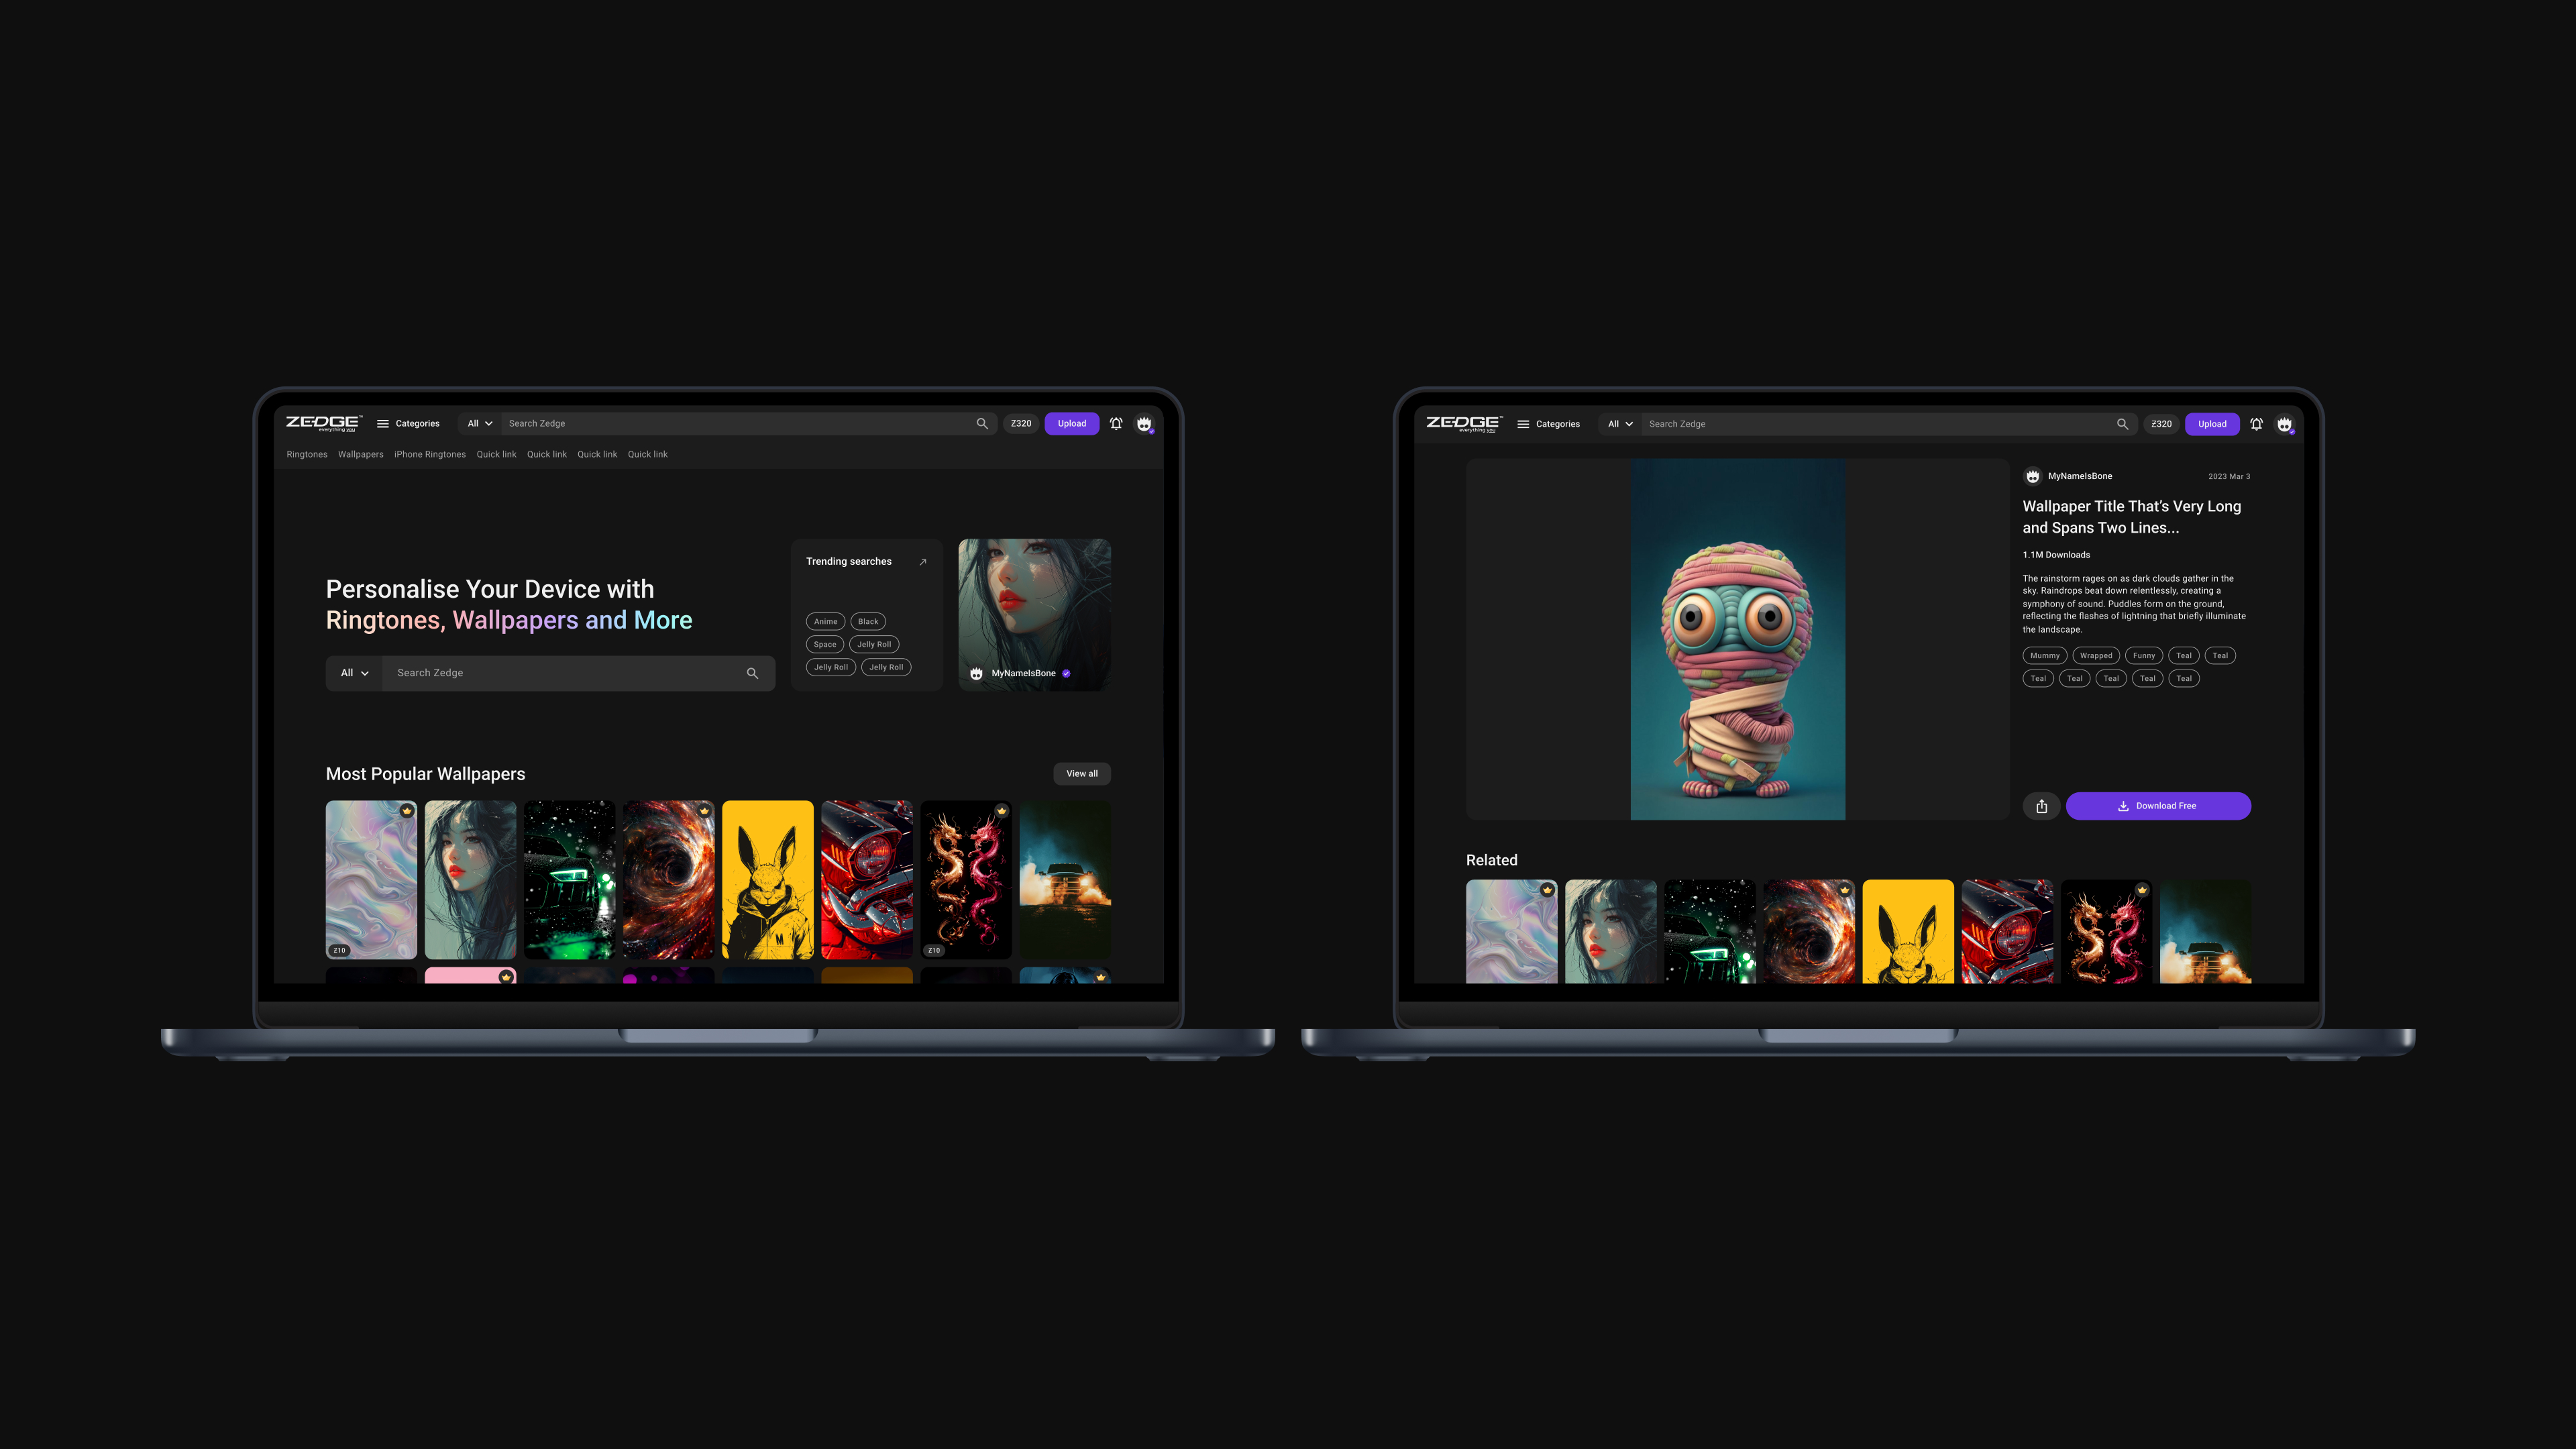 ZEDGE™
everything YOU
Categories
All
Search Zedge
Ƶ320
Upload
Ringtones Wallpapers iPhone Ringtones Quick link Quick link Quick link Quick link
Personalise Your Device with
Ringtones, Wallpapers and More
All
Search Zedge
Trending searches
Anime Black
Space Jelly Roll
Jelly Roll Jelly Roll
MyNameIsBone
Most Popular Wallpapers
View all
M
Ƶ10
Ƶ10
ZEDGE™
everything YOU
Categories
All
Search Zedge
Ƶ320
Upload
MyNameIsBone
2023 Mar 3
Wallpaper Title That’s Very Long
and Spans Two Lines...
1.1M Downloads
The rainstorm rages on as dark clouds gather in the
sky. Raindrops beat down relentlessly, creating a
symphony of sound. Puddles form on the ground,
reflecting the flashes of lightning that briefly illuminate
the landscape.
Mummy Wrapped Funny Teal Teal
Teal Teal Teal Teal Teal
Download Free
Related